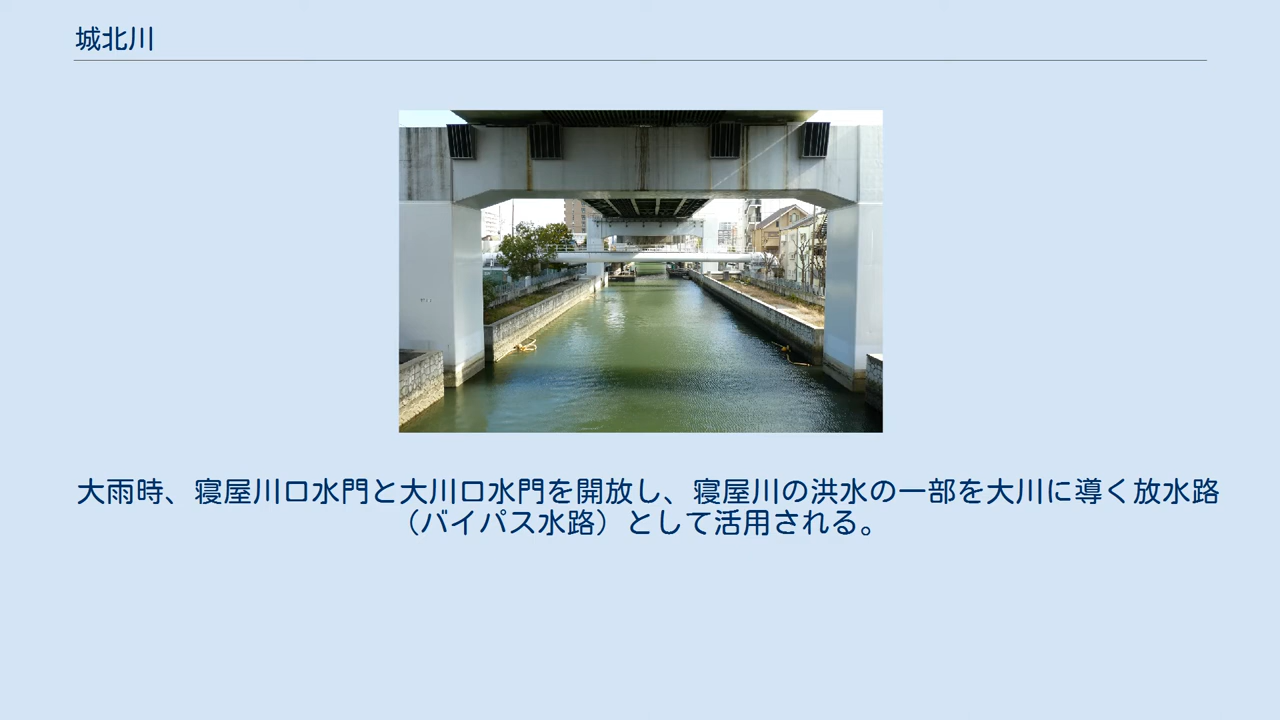 城北川
大雨時、寝屋川口水門と大川口水門を開放し、寝屋川の洪水の一部を大川に導く放水路
（バイパス水路）として活用される。